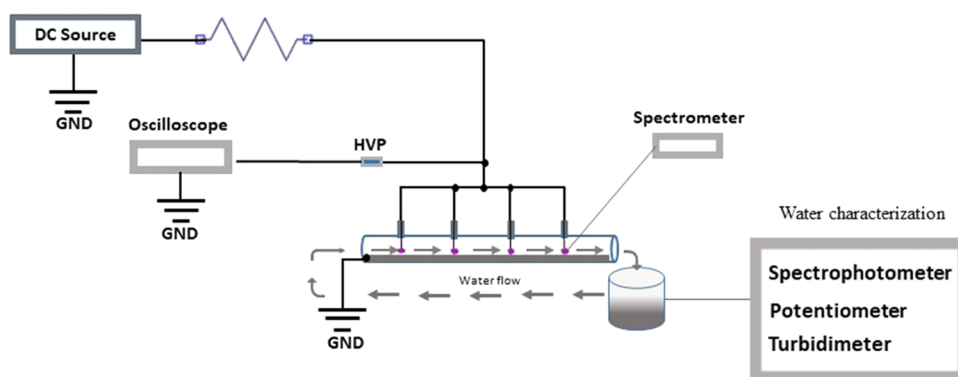 DC Source
GND
Oscilloscope
HVP
Spectrometer
GND
Water characterization
Water flow
Spectrophotometer
Potentiometer
Turbidimeter
GND